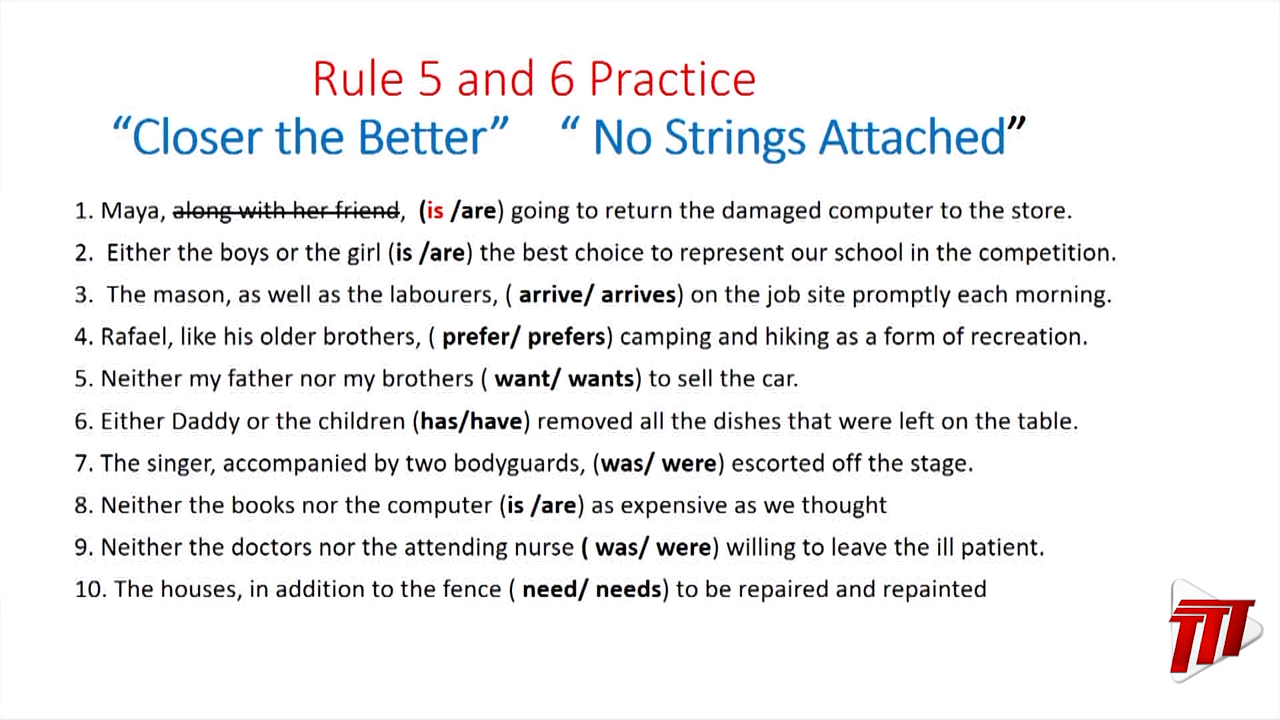 Rule 5 and 6 Practice
“Closer the Better” “ No Strings Attached”
1. Maya, along with her friend, (is /are) going to return the damaged computer to the store.
2. Either the boys or the girl (is /are) the best choice to represent our school in the competition.
3. The mason, as well as the labourers, ( arrive/ arrives) on the job site promptly each morning.
4. Rafael, like his older brothers, ( prefer/ prefers) camping and hiking as a form of recreation.
5. Neither my father nor my brothers ( want/ wants) to sell the car.
6. Either Daddy or the children (has/have) removed all the dishes that were left on the table.
7. The singer, accompanied by two bodyguards, (was/ were) escorted off the stage.
8. Neither the books nor the computer (is /are) as expensive as we thought
9. Neither the doctors nor the attending nurse ( was/ were) willing to leave the ill patient.
10. The houses, in addition to the fence ( need/ needs) to be repaired and repainted
TTT